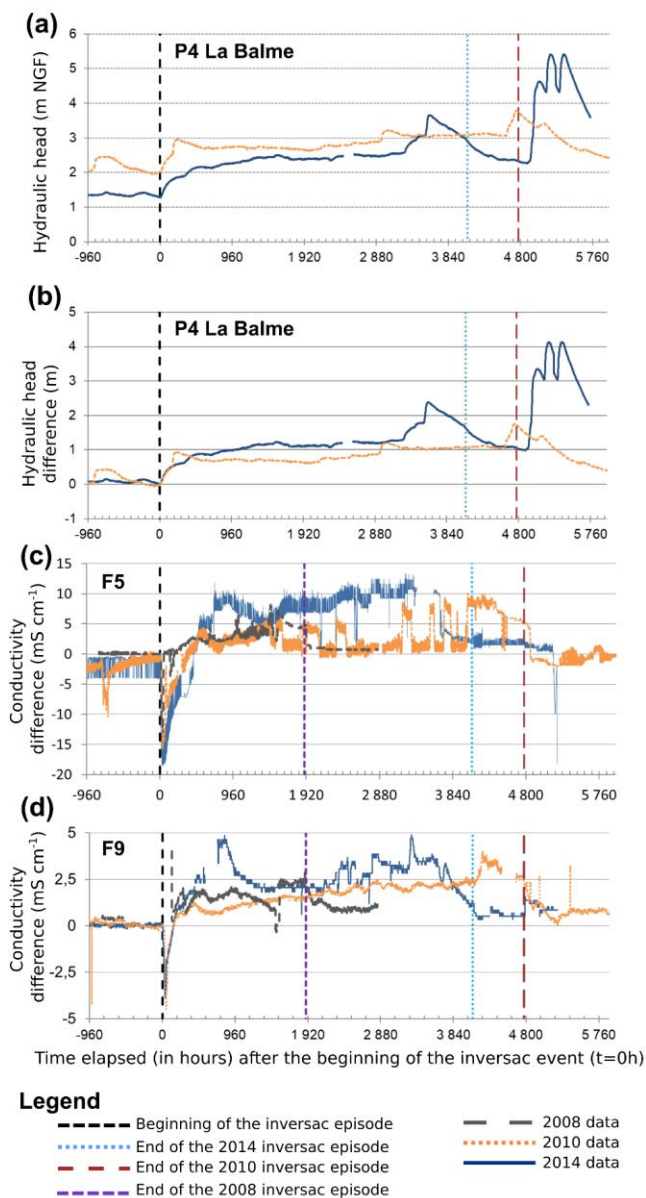 (a)
P4 La Balme
Hydraulic head (m NGF)
6
5
4
3
2
1
0
-960 0 960 1 920 2 880 3 840 4 800 5 760
(b)
P4 La Balme
Hydraulic head
difference (m)
5
4
3
2
1
0
-1
-960 0 960 1 920 2 880 3 840 4 800 5 760
(c)
F5
Conductivity
difference (mS cm⁻¹)
15
10
5
0
-5
-10
-15
-20
-960 0 960 1 920 2 880 3 840 4 800 5 760
(d)
F9
Conductivity
difference (mS cm⁻¹)
5
2,5
0
-2,5
-5
-960 0 960 1 920 2 880 3 840 4 800 5 760
Time elapsed (in hours) after the beginning of the inversac event (t=0h)
Legend
Beginning of the inversac episode
End of the 2014 inversac episode
End of the 2010 inversac episode
End of the 2008 inversac episode
2008 data
2010 data
2014 data